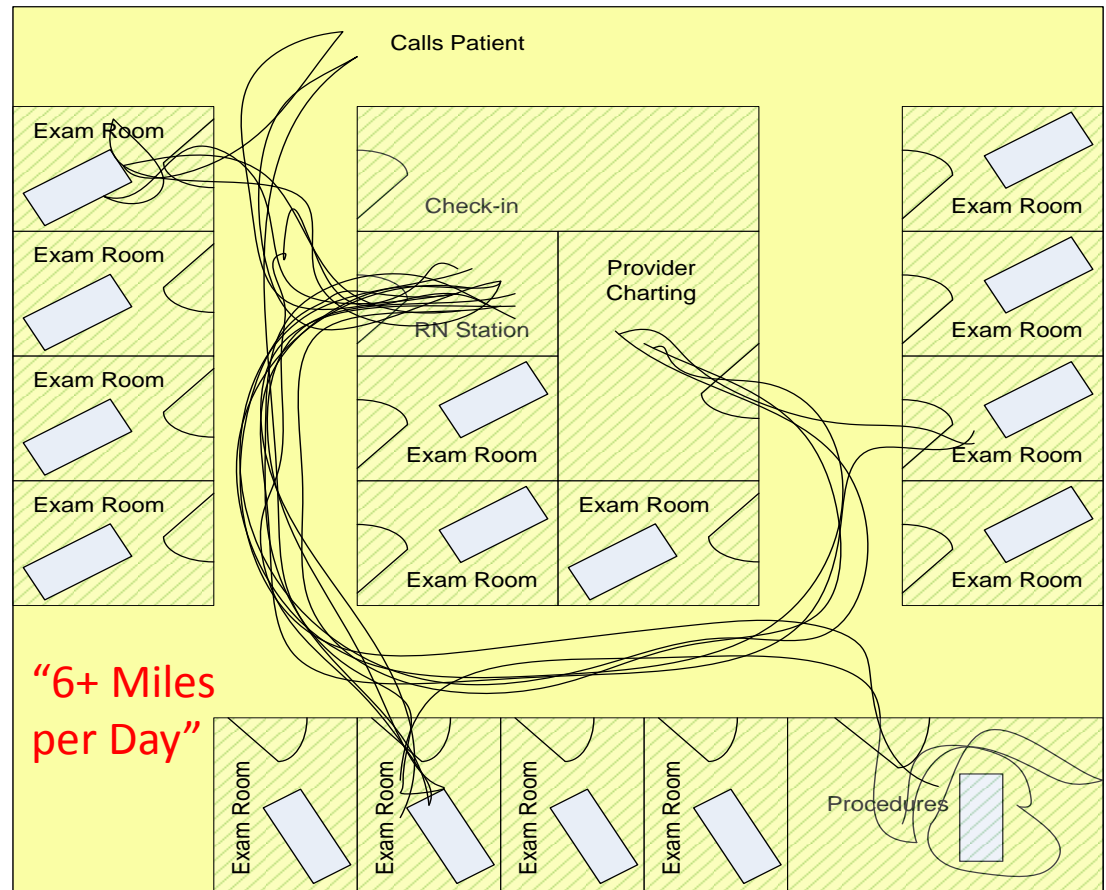 Calls Patient
Exam Room
Check-in
Exam Room
Exam Room
Provider
Charting
RN Station
Exam Room
Exam Room
Exam Room
Exam Room
Exam Room
Exam Room
Exam Room
Exam Room
Exam Room
“6+ Miles
per Day”
Exam Room
Exam Room
Exam Room
Exam Room
Procedures